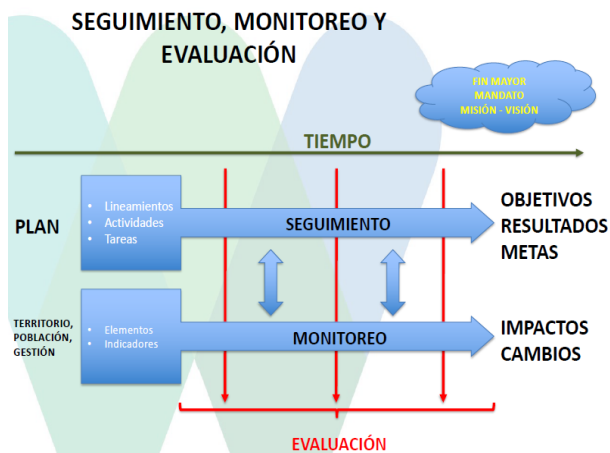 SEGUIMIENTO, MONITOREO Y
EVALUACIÓN
FIN MAYOR
MANDATO
MISIÓN - VISIÓN
TIEMPO
PLAN
• Lineamientos
• Actividades
• Tareas
SEGUIMIENTO
OBJETIVOS
RESULTADOS
METAS
TERRITORIO,
POBLACIÓN,
GESTIÓN
• Elementos
• Indicadores
MONITOREO
IMPACTOS
CAMBIOS
EVALUACIÓN